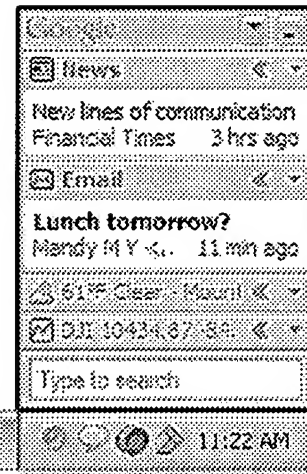 Google
News
New lines of communication
Financial Times 3 hrs ago
Email
Lunch tomorrow?
Mandy M Y <.. 11 min ago
61°F Clear - Mount
DJI 10434.87
Type to search
11:22 AM